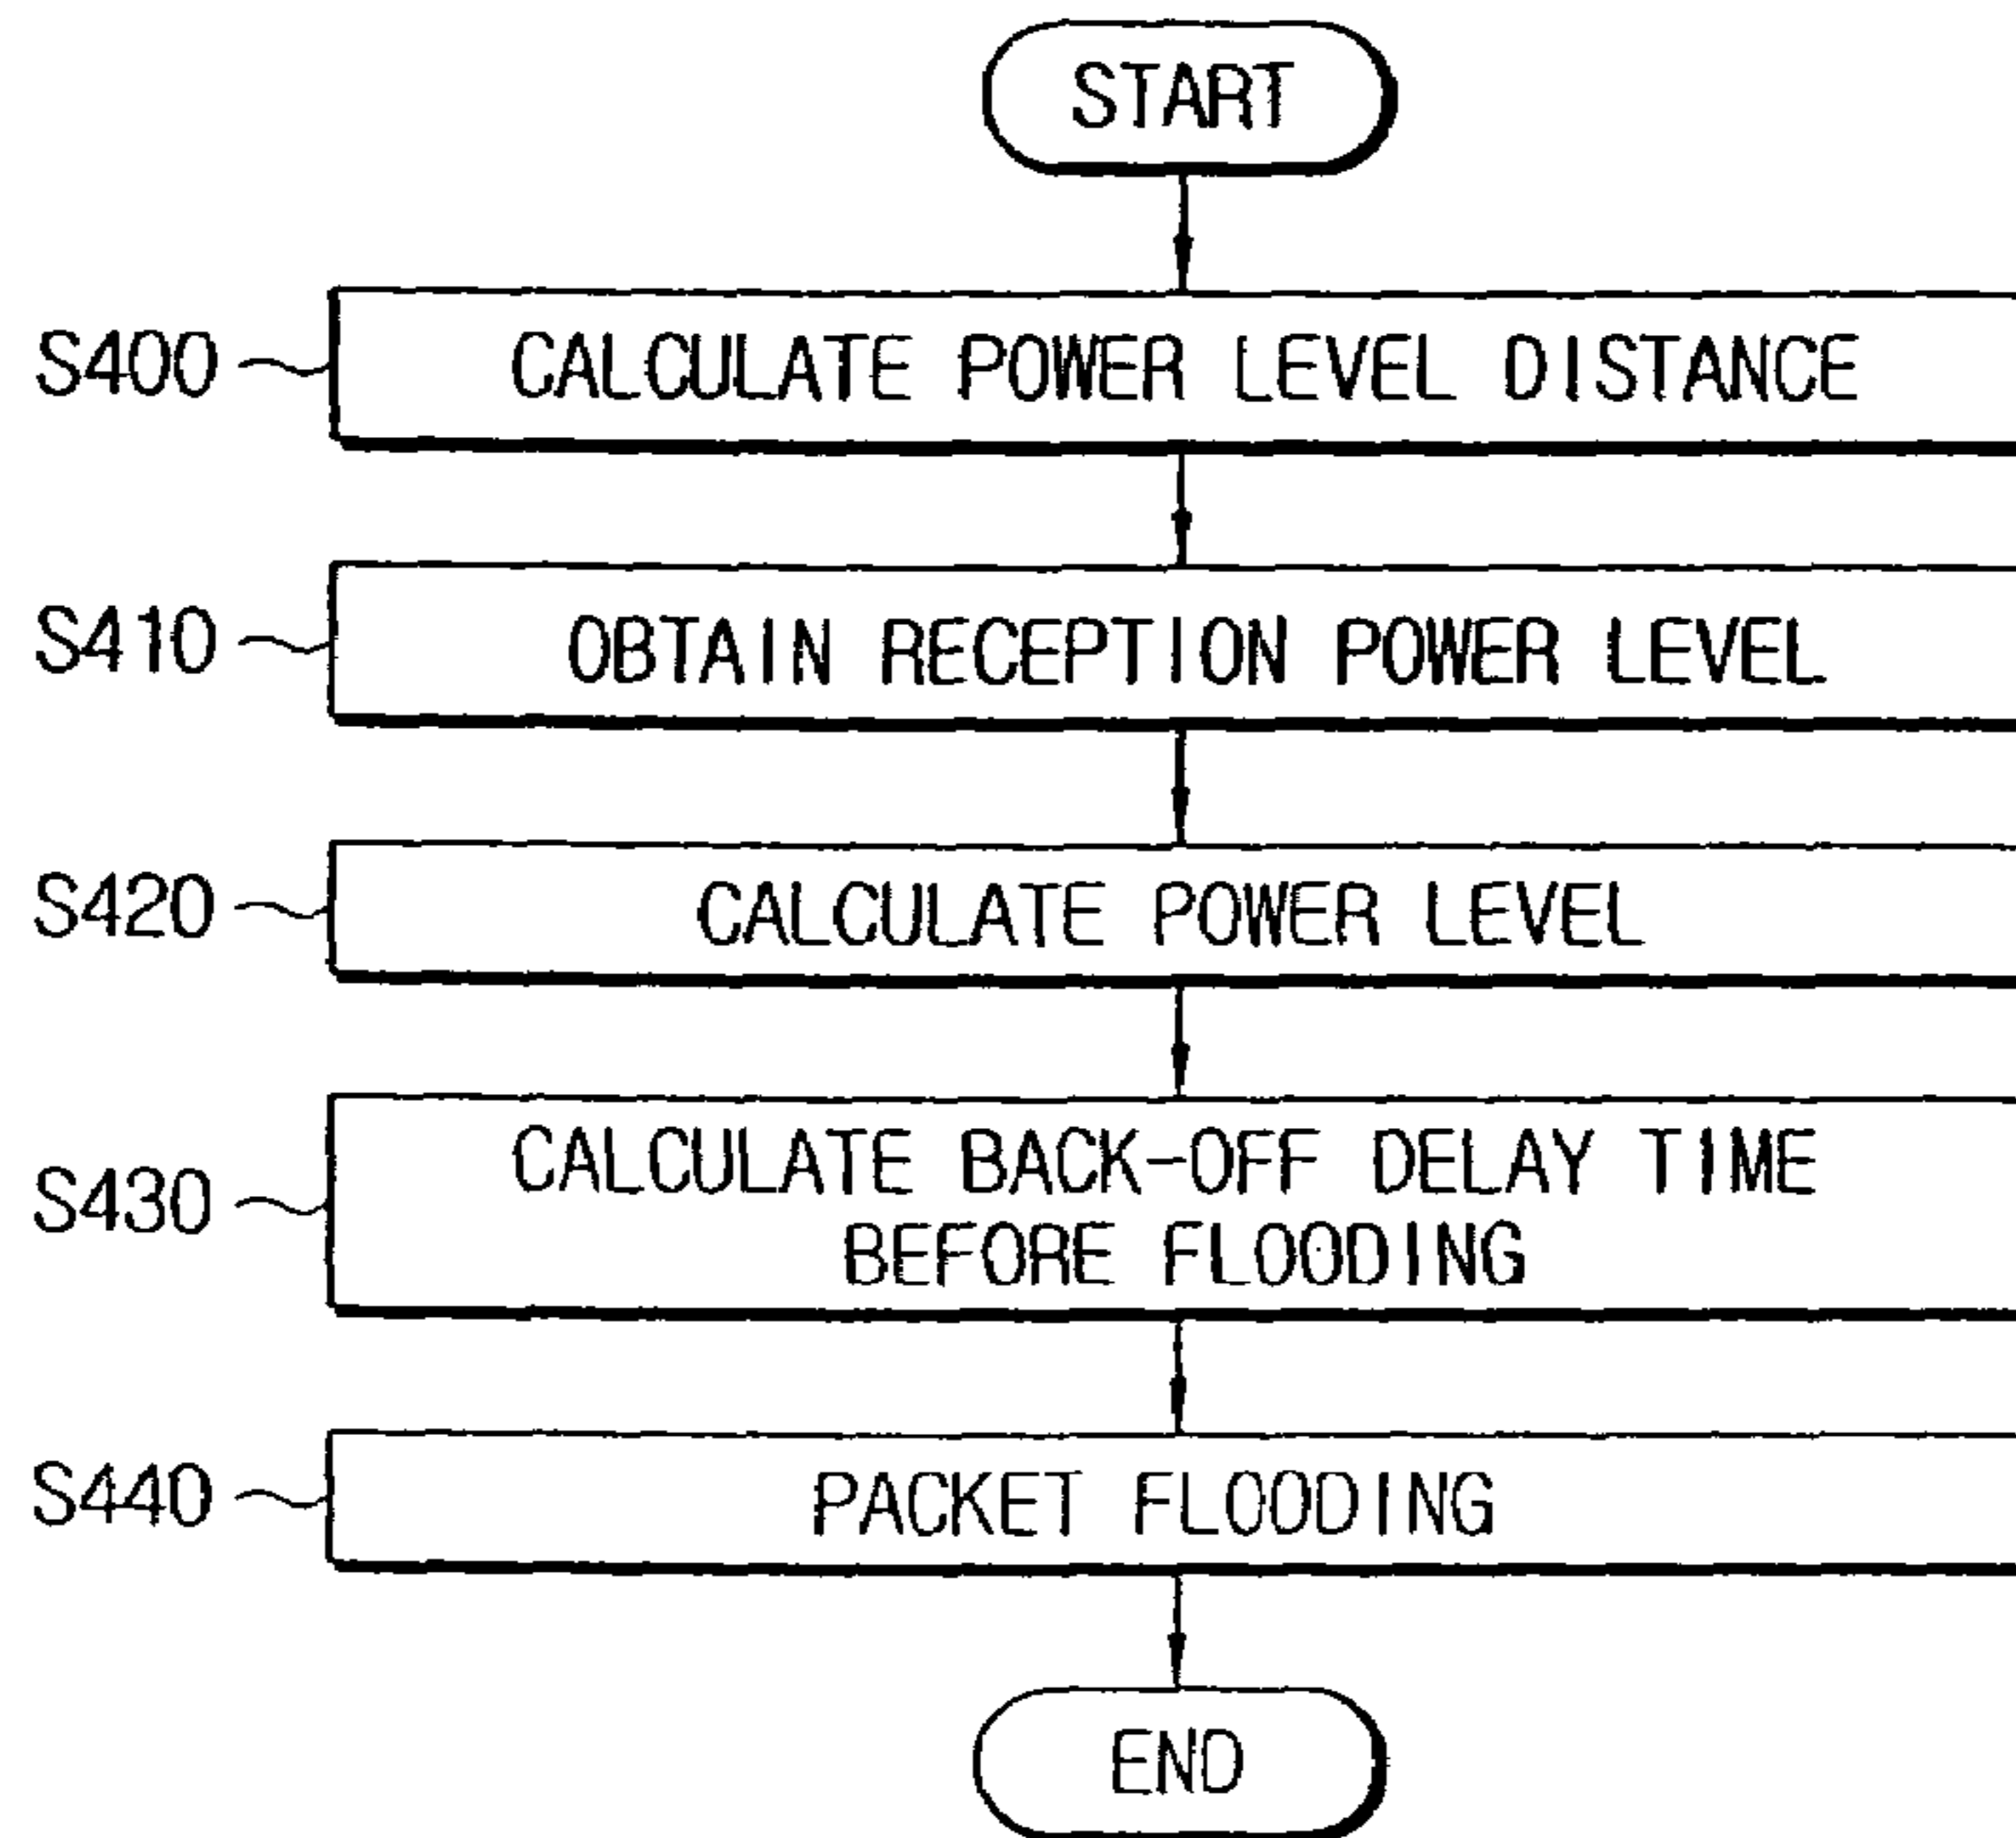 START
S400
CALCULATE POWER LEVEL DISTANCE
S410
OBTAIN RECEPTION POWER LEVEL
S420
CALCULATE POWER LEVEL
S430
CALCULATE BACK-OFF DELAY TIME
BEFORE FLOODING
S440
PACKET FLOODING
END